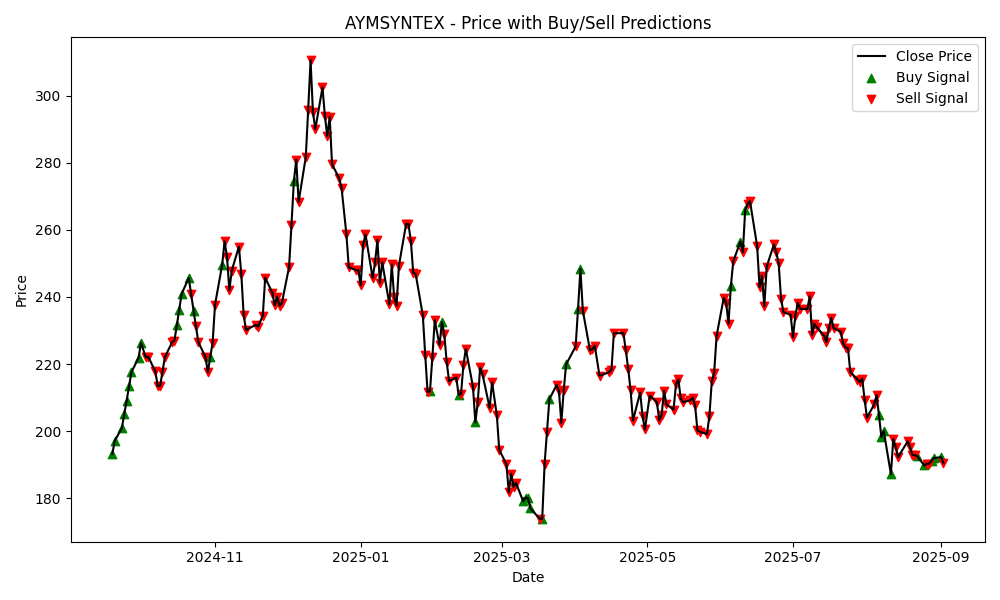 AYMSYNTEX - Price with Buy/Sell Predictions
Close Price
Buy Signal
Sell Signal
Price
300
280
260
240
220
200
180
2024-11
2025-01
2025-03
2025-05
2025-07
2025-09
Date